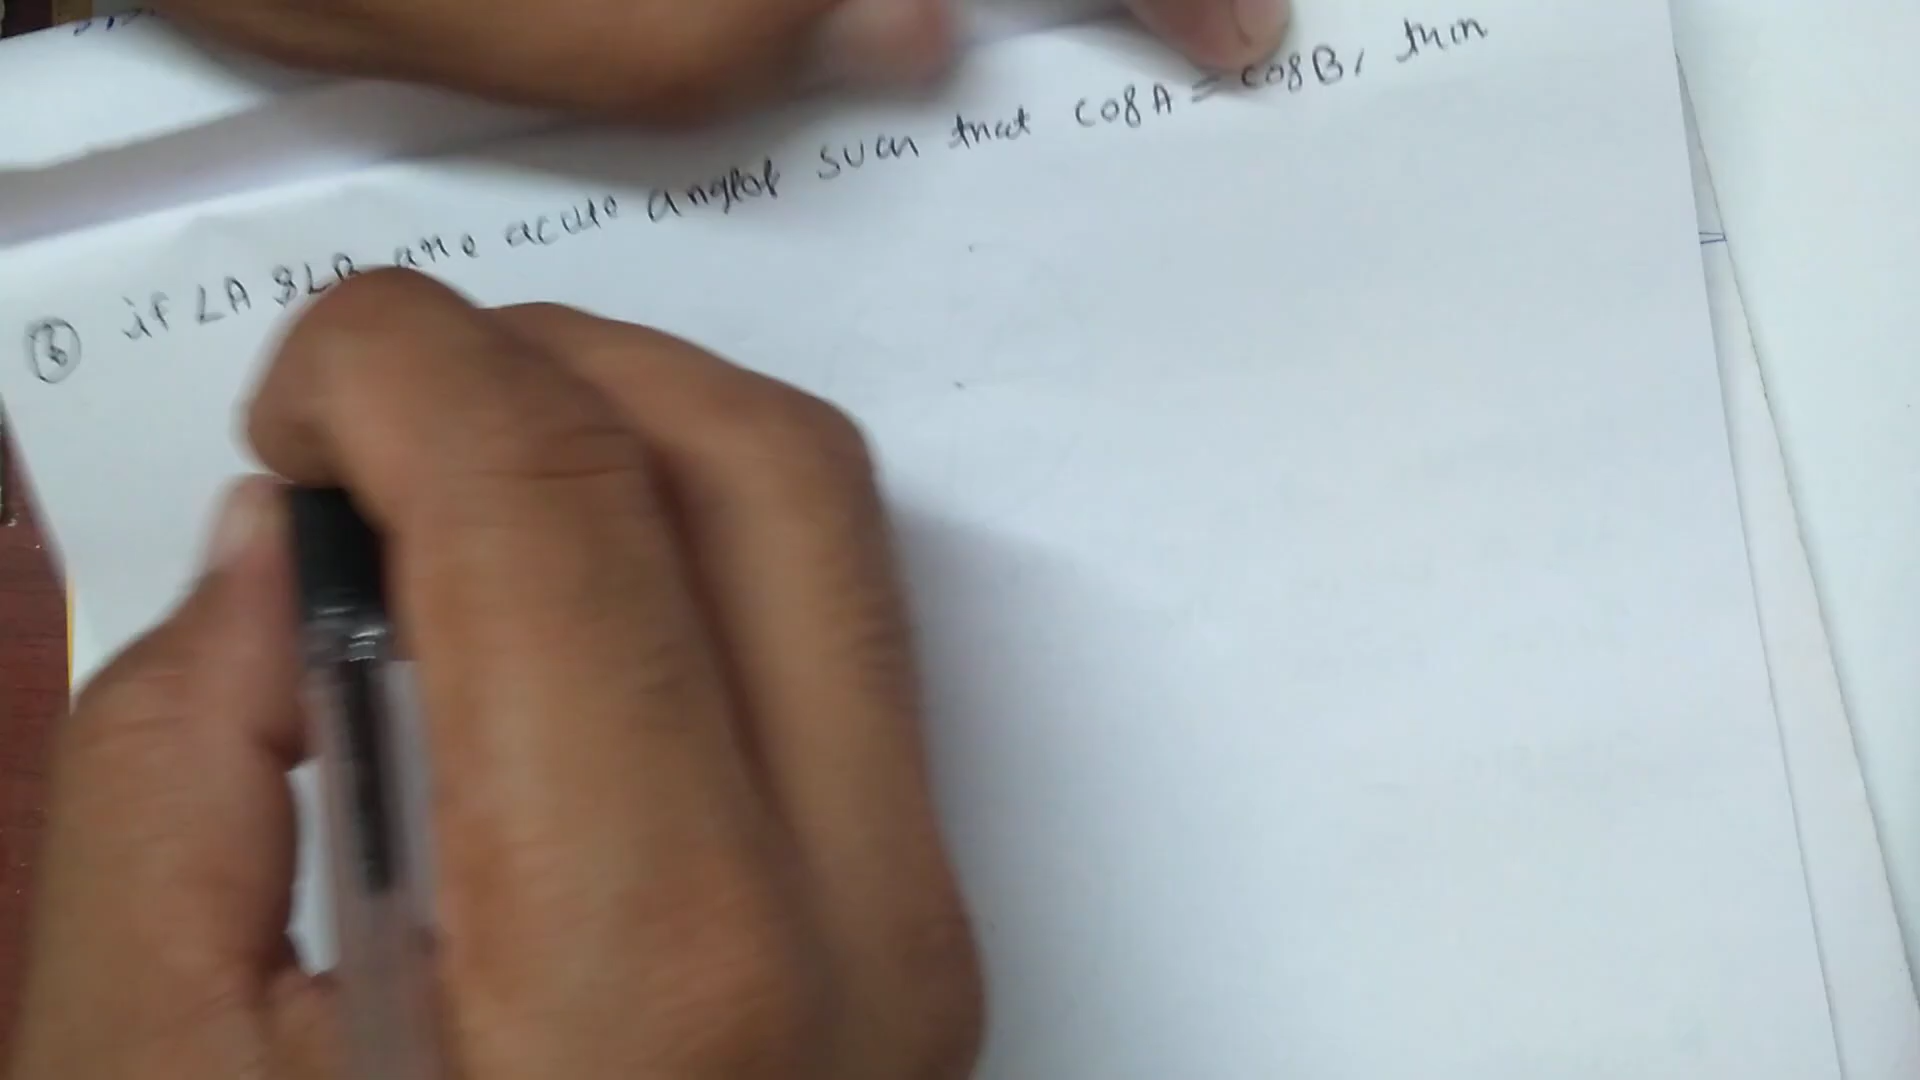 ⑥ if ∠A & ∠B are acute angles such that cos A = cos B, then